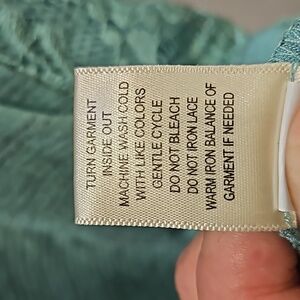 TURN GARMENT
INSIDE OUT
MACHINE WASH COLD
WITH LIKE COLORS
GENTLE CYCLE
DO NOT BLEACH
DO NOT IRON LACE
WARM IRON BALANCE OF
GARMENT IF NEEDED